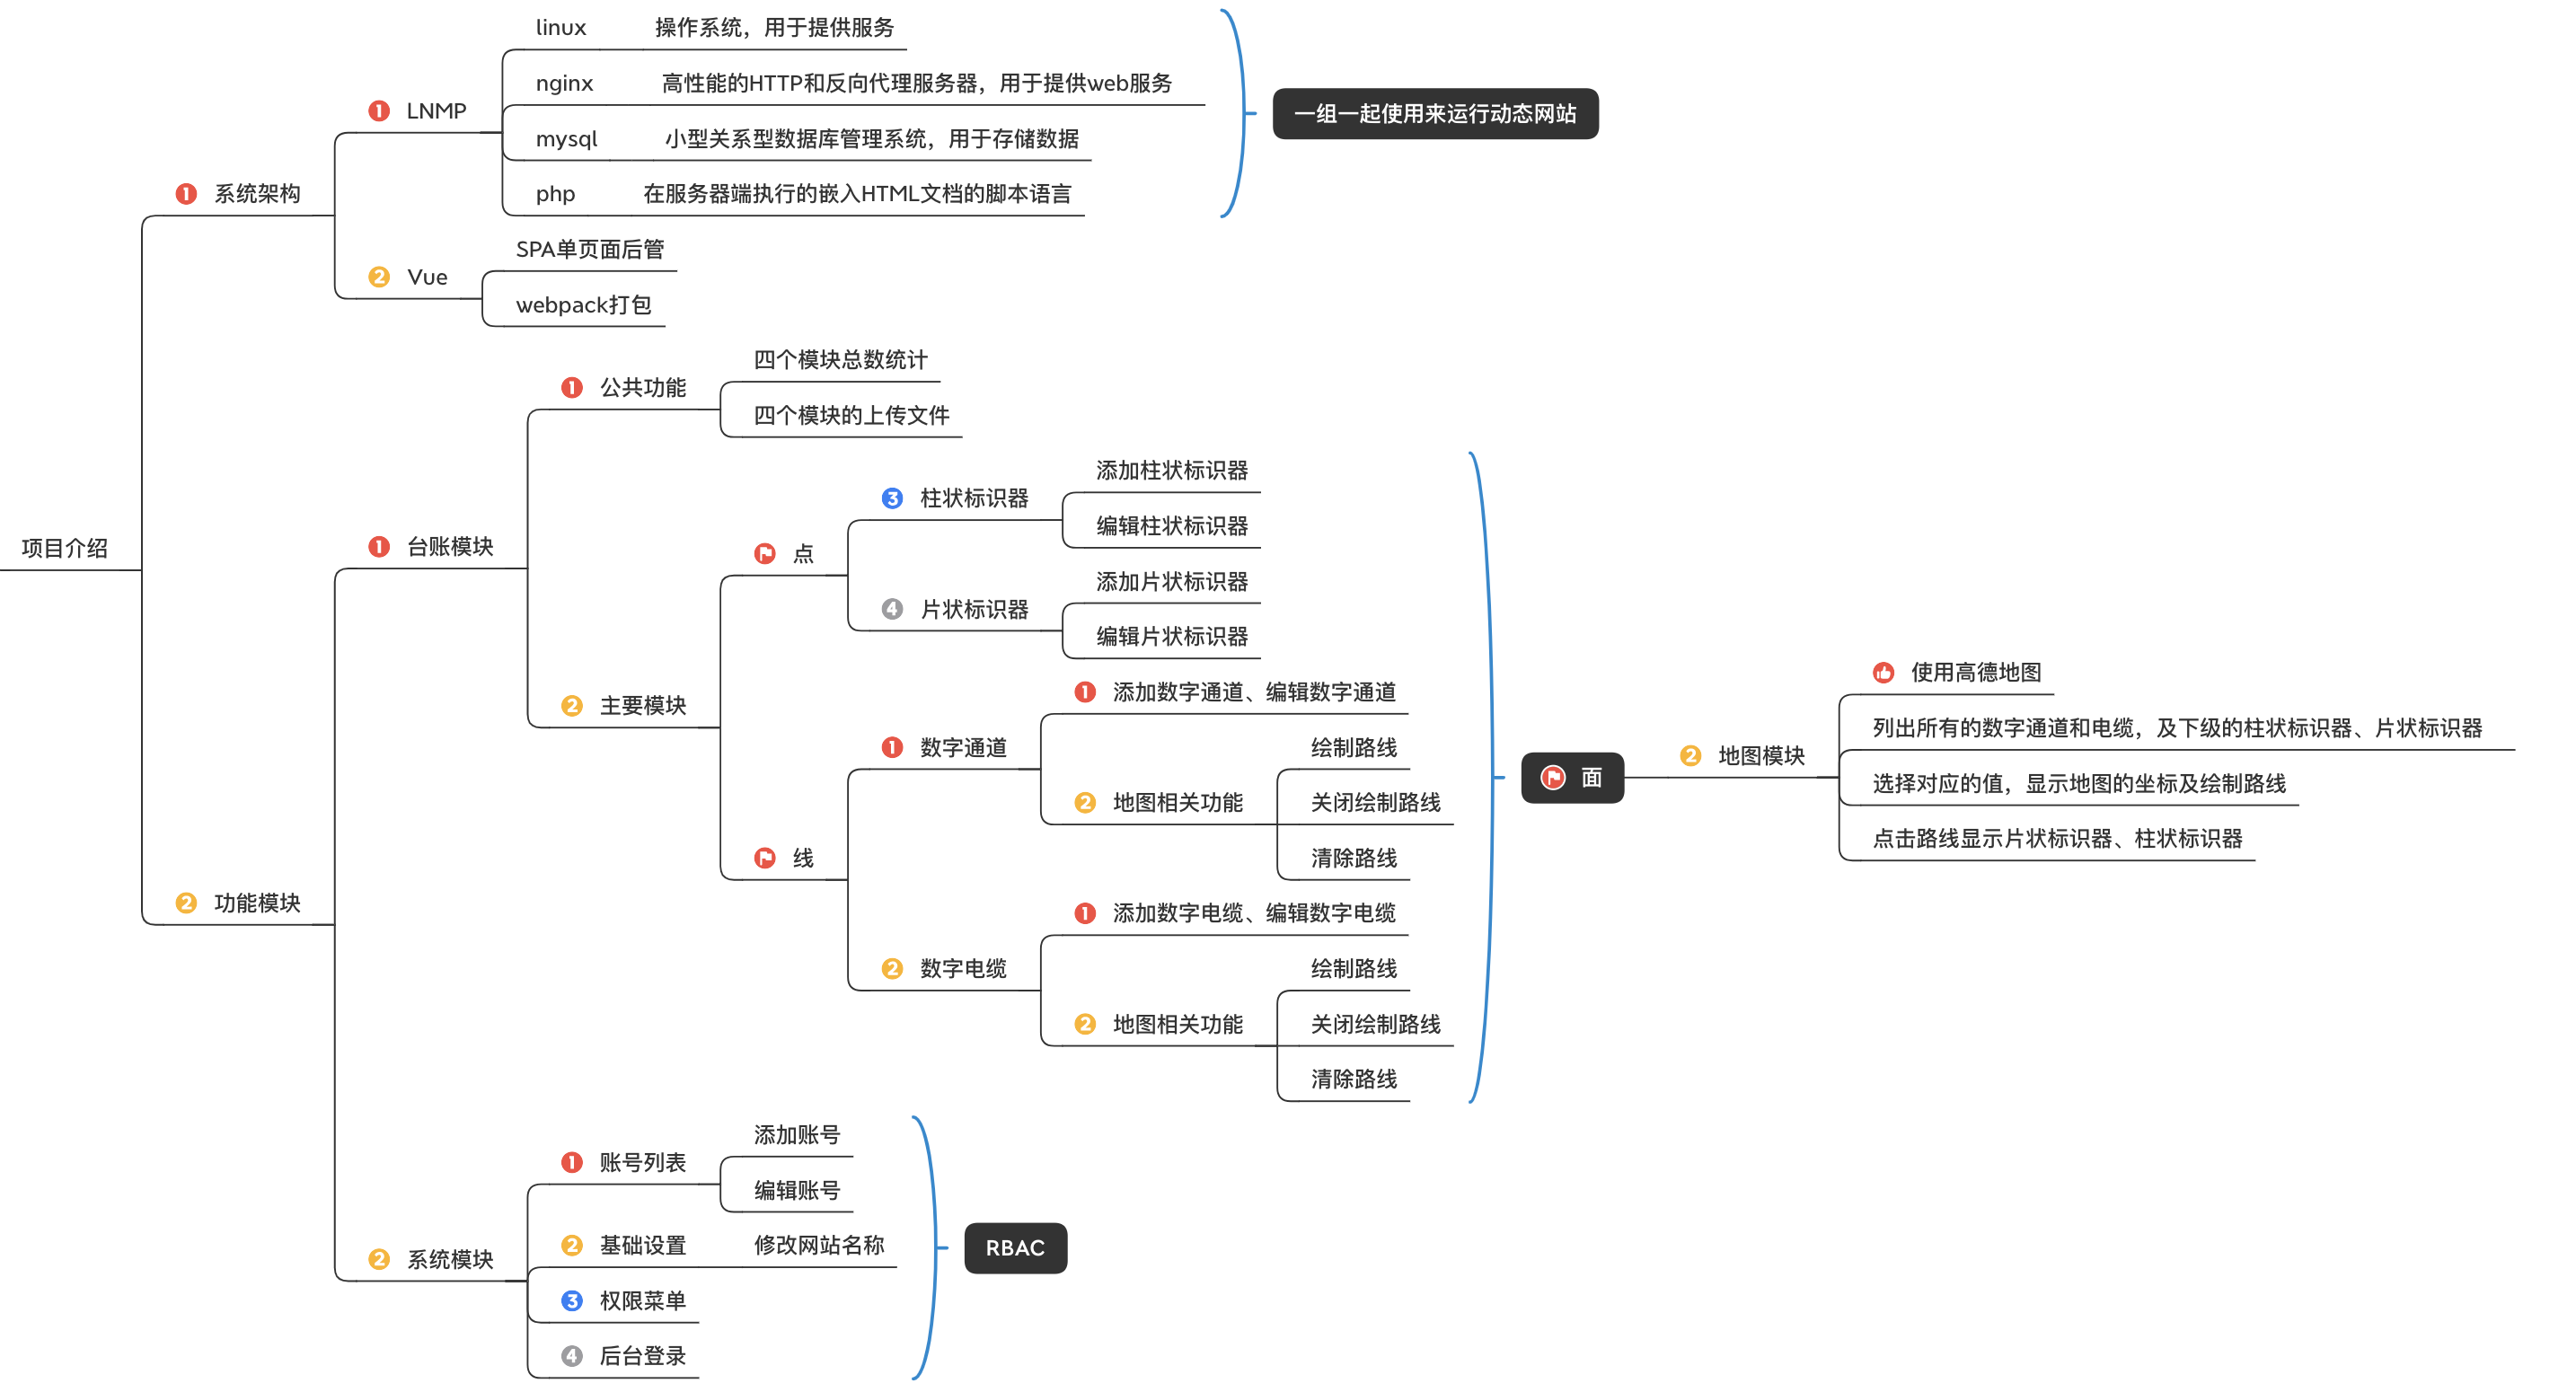 项目介绍
1 系统架构
1 LNMP
linux
操作系统，用于提供服务
nginx
高性能的HTTP和反向代理服务器，用于提供web服务
mysql
小型关系型数据库管理系统，用于存储数据
php
在服务器端执行的嵌入HTML文档的脚本语言
一组一起使用来运行动态网站
2 Vue
SPA单页面后管
webpack打包
2 功能模块
1 台账模块
1 公共功能
四个模块总数统计
四个模块的上传文件
2 主要模块
点
3 柱状标识器
添加柱状标识器
编辑柱状标识器
4 片状标识器
添加片状标识器
编辑片状标识器
线
1 数字通道
1 添加数字通道、编辑数字通道
2 地图相关功能
绘制路线
关闭绘制路线
清除路线
2 数字电缆
1 添加数字电缆、编辑数字电缆
2 地图相关功能
绘制路线
关闭绘制路线
清除路线
面
2 地图模块
使用高德地图
列出所有的数字通道和电缆，及下级的柱状标识器、片状标识器
选择对应的值，显示地图的坐标及绘制路线
点击路线显示片状标识器、柱状标识器
2 系统模块
1 账号列表
添加账号
编辑账号
2 基础设置
修改网站名称
3 权限菜单
4 后台登录
RBAC